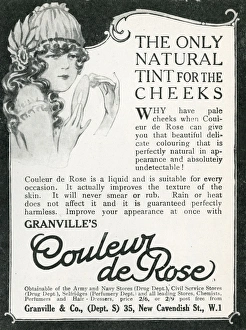 THE ONLY
NATURAL
TINT FOR THE
CHEEKS
WHY have pale
cheeks when Coul-
eur de Rose can give
you that beautiful deli-
cate colouring that is
perfectly natural in ap-
pearance and absolutely
undetectable!
Couleur de Rose is a liquid and is suitable for every
occasion. It actually improves the texture of the
skin. It will never smear or rub. Rain or heat
does not affect it and it is guaranteed perfectly
harmless. Improve your appearance at once with
GRANVILLE'S
Couleur
de Rose
Obtainable of the Army and Navy Stores (Drug Dept.), Civil Service Stores
(Drug Dept.), Selfridges (Perfumery Dept.) and all leading Stores, Chemists,
Perfumers and Hair-Dressers, price 2/6, or 2/9 post free from
Granville & Co., (Dept. S) 35, New Cavendish St., W.1